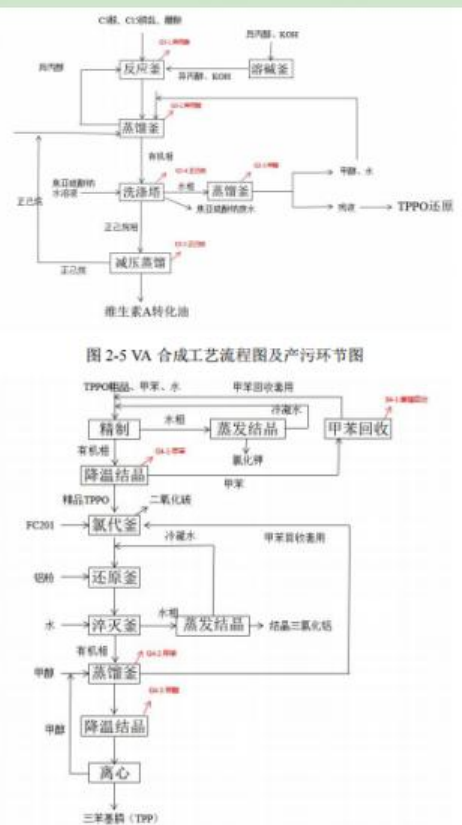 异丙醇、KOH
异丙醇
反应釜
异丙醇、KOH
溶碱釜
蒸馏釜
有机相
甲醇、水
焦亚硫酸钠
水溶液
洗涤塔
水相
蒸馏釜
正己烷
焦亚硫酸钠废水
残液
TPPO还原
正己烷相
减压蒸馏
正己烷
维生素A转化油
图 2-5 VA 合成工艺流程图及产污环节图
TPPO粗品、甲苯、水
甲苯回收套用
冷凝水
精制
水相
蒸发结晶
甲苯回收
有机相
氯化钾
降温结晶
甲苯
精品TPPO
二氧化碳
FC201
氯代釜
冷凝水
甲苯回收套用
铝粉
还原釜
水
淬灭釜
水相
蒸发结晶
结晶三氯化铝
有机相
甲醇
蒸馏釜
降温结晶
甲醇
离心
三苯基膦（TPP）